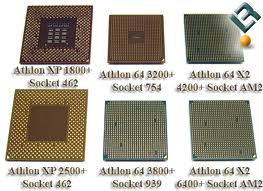 Athlon XP 1800+
Socket 462
Athlon 64 3200+
Socket 754
Athlon 64 X2
4200+ Socket AM2
Athlon XP 2500+
Socket 462
Athlon 64 3800+
Socket 939
Athlon 64 X2
6400+ Socket AM2